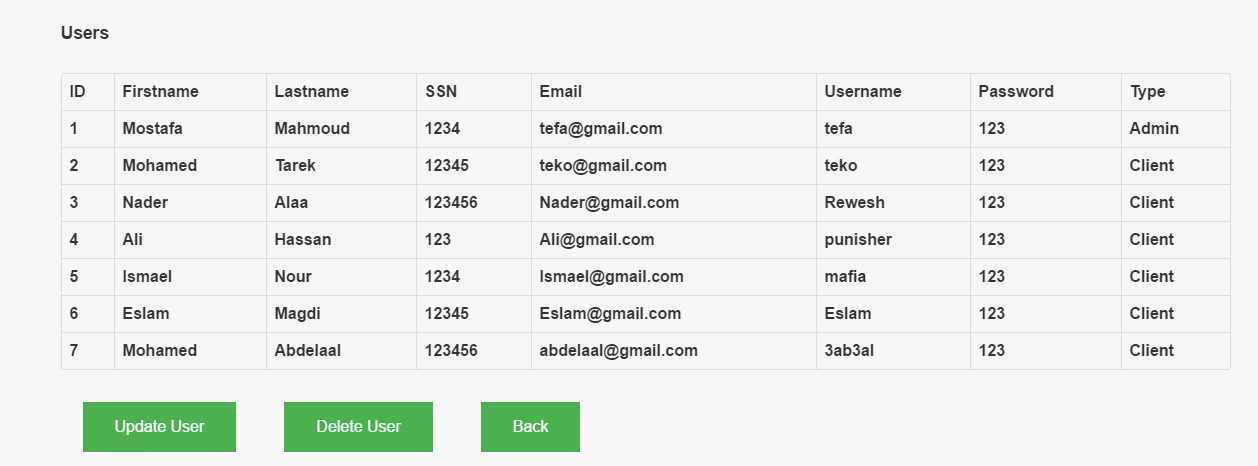 Users
ID Firstname Lastname SSN Email Username Password Type
1 Mostafa Mahmoud 1234 tefa@gmail.com tefa 123 Admin
2 Mohamed Tarek 12345 teko@gmail.com teko 123 Client
3 Nader Alaa 123456 Nader@gmail.com Rewesh 123 Client
4 Ali Hassan 123 Ali@gmail.com punisher 123 Client
5 Ismael Nour 1234 Ismael@gmail.com mafia 123 Client
6 Eslam Magdi 12345 Eslam@gmail.com Eslam 123 Client
7 Mohamed Abdelaal 123456 abdelaal@gmail.com 3ab3al 123 Client
Update User Delete User Back